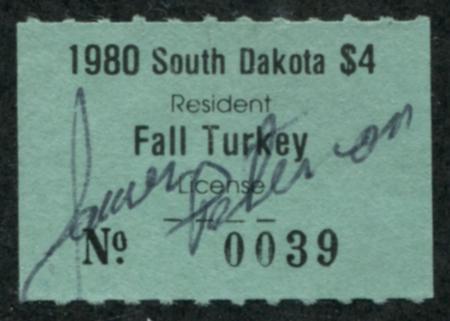 1980 South Dakota $4
Resident
Fall Turkey
License
No. 0039